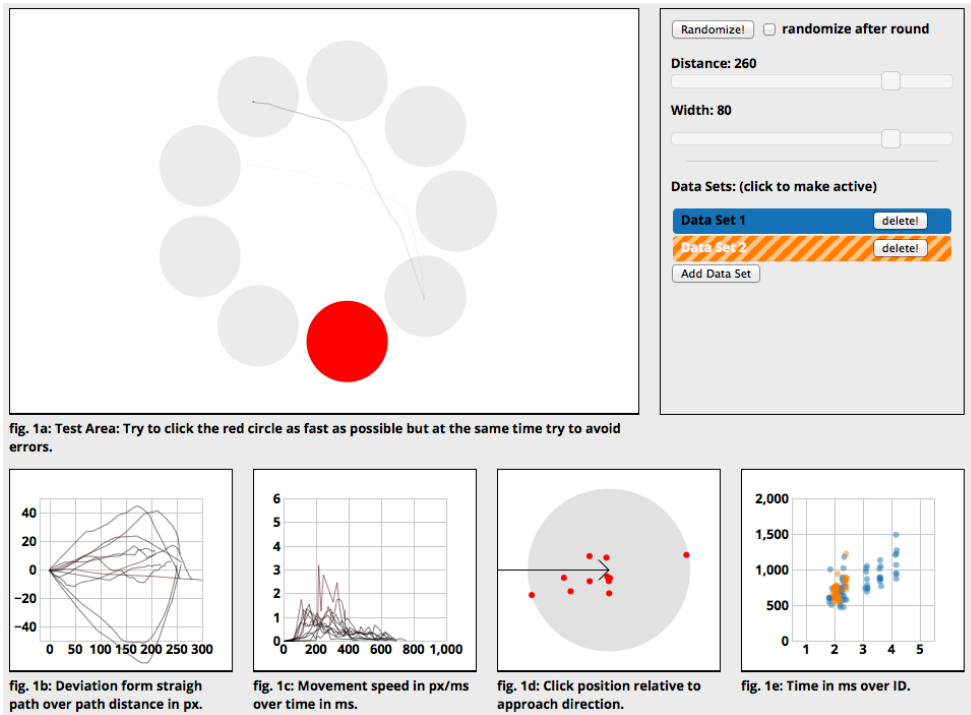 Randomize! randomize after round
Distance: 260
Width: 80
Data Sets: (click to make active)
Data Set 1 delete!
Data Set 2 delete!
Add Data Set
fig. 1a: Test Area: Try to click the red circle as fast as possible but at the same time try to avoid
errors.
40
20
0
−20
−40
0 50 100 150 200 250 300
fig. 1b: Deviation form straigh
path over path distance in px.
6
5
4
3
2
1
0
0 200 400 600 800 1,000
fig. 1c: Movement speed in px/ms
over time in ms.
fig. 1d: Click position relative to
approach direction.
2,000
1,500
1,000
500
0
1 2 3 4 5
fig. 1e: Time in ms over ID.